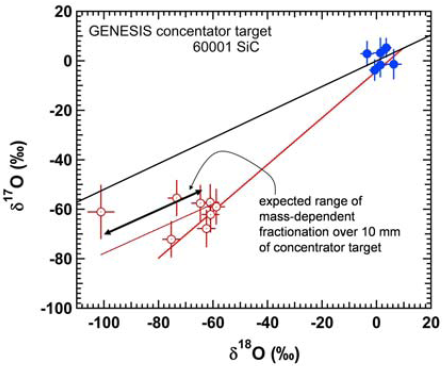 GENESIS concentator target
60001 SiC
20
0
-20
-40
-60
-80
-100
δ17O (‰)
expected range of
mass-dependent
fractionation over 10 mm
of concentrator target
-100 -80 -60 -40 -20 0 20
δ18O (‰)